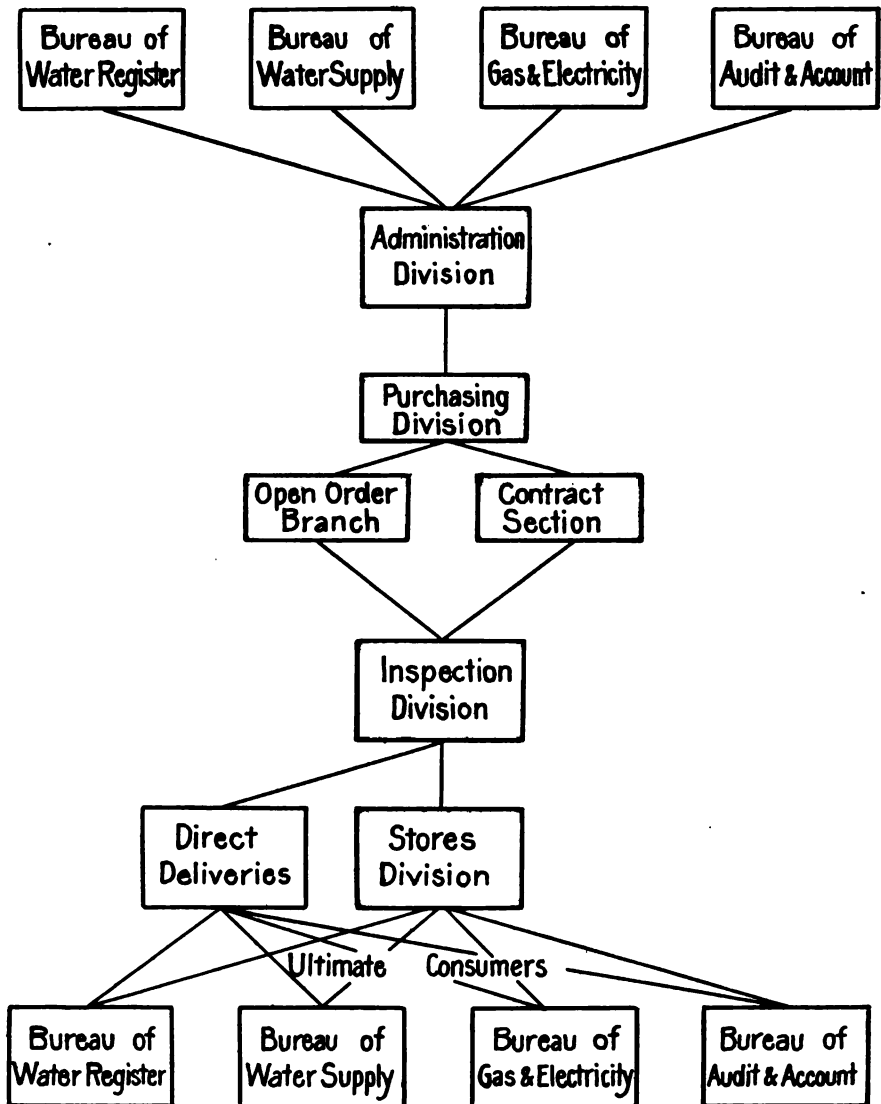 Bureau of
Water Register
Bureau of
Water Supply
Bureau of
Gas & Electricity
Bureau of
Audit & Account
Administration
Division
Purchasing
Division
Open Order
Branch
Contract
Section
Inspection
Division
Direct
Deliveries
Stores
Division
Ultimate Consumers
Bureau of
Water Register
Bureau of
Water Supply
Bureau of
Gas & Electricity
Bureau of
Audit & Account